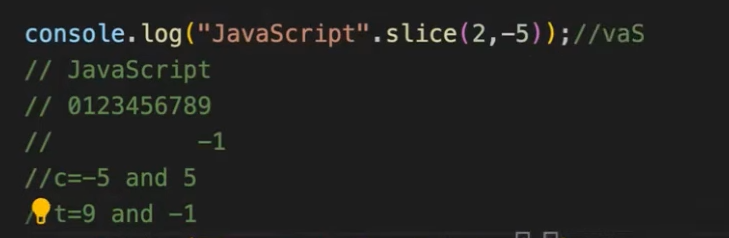 console.log("JavaScript".slice(2,-5));//vaS
// JavaScript
// 0123456789
//          -1
//c=-5 and 5
/ t=9 and -1